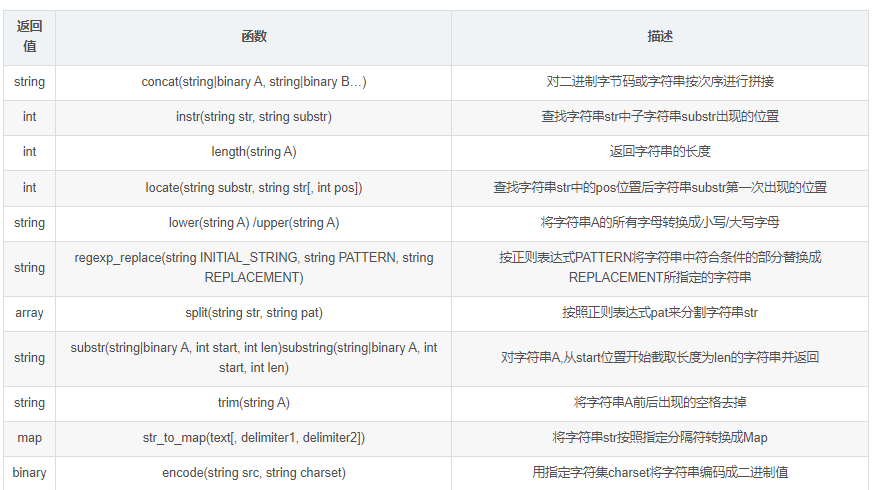 返回
值
函数
描述
string
concat(string|binary A, string|binary B…)
对二进制字节码或字符串按次序进行拼接
int
instr(string str, string substr)
查找字符串str中子字符串substr出现的位置
int
length(string A)
返回字符串的长度
int
locate(string substr, string str[, int pos])
查找字符串str中的pos位置后字符串substr第一次出现的位置
string
lower(string A) /upper(string A)
将字符串A的所有字母转换成小写/大写字母
string
regexp_replace(string INITIAL_STRING, string PATTERN, string
REPLACEMENT)
按正则表达式PATTERN将字符串中符合条件的部分替换成
REPLACEMENT所指定的字符串
array
split(string str, string pat)
按照正则表达式pat来分割字符串str
string
substr(string|binary A, int start, int len)substring(string|binary A, int
start, int len)
对字符串A,从start位置开始截取长度为len的字符串并返回
string
trim(string A)
将字符串A前后出现的空格去掉
map
str_to_map(text[, delimiter1, delimiter2])
将字符串str按照指定分隔符转换成Map
binary
encode(string src, string charset)
用指定字符集charset将字符串编码成二进制值